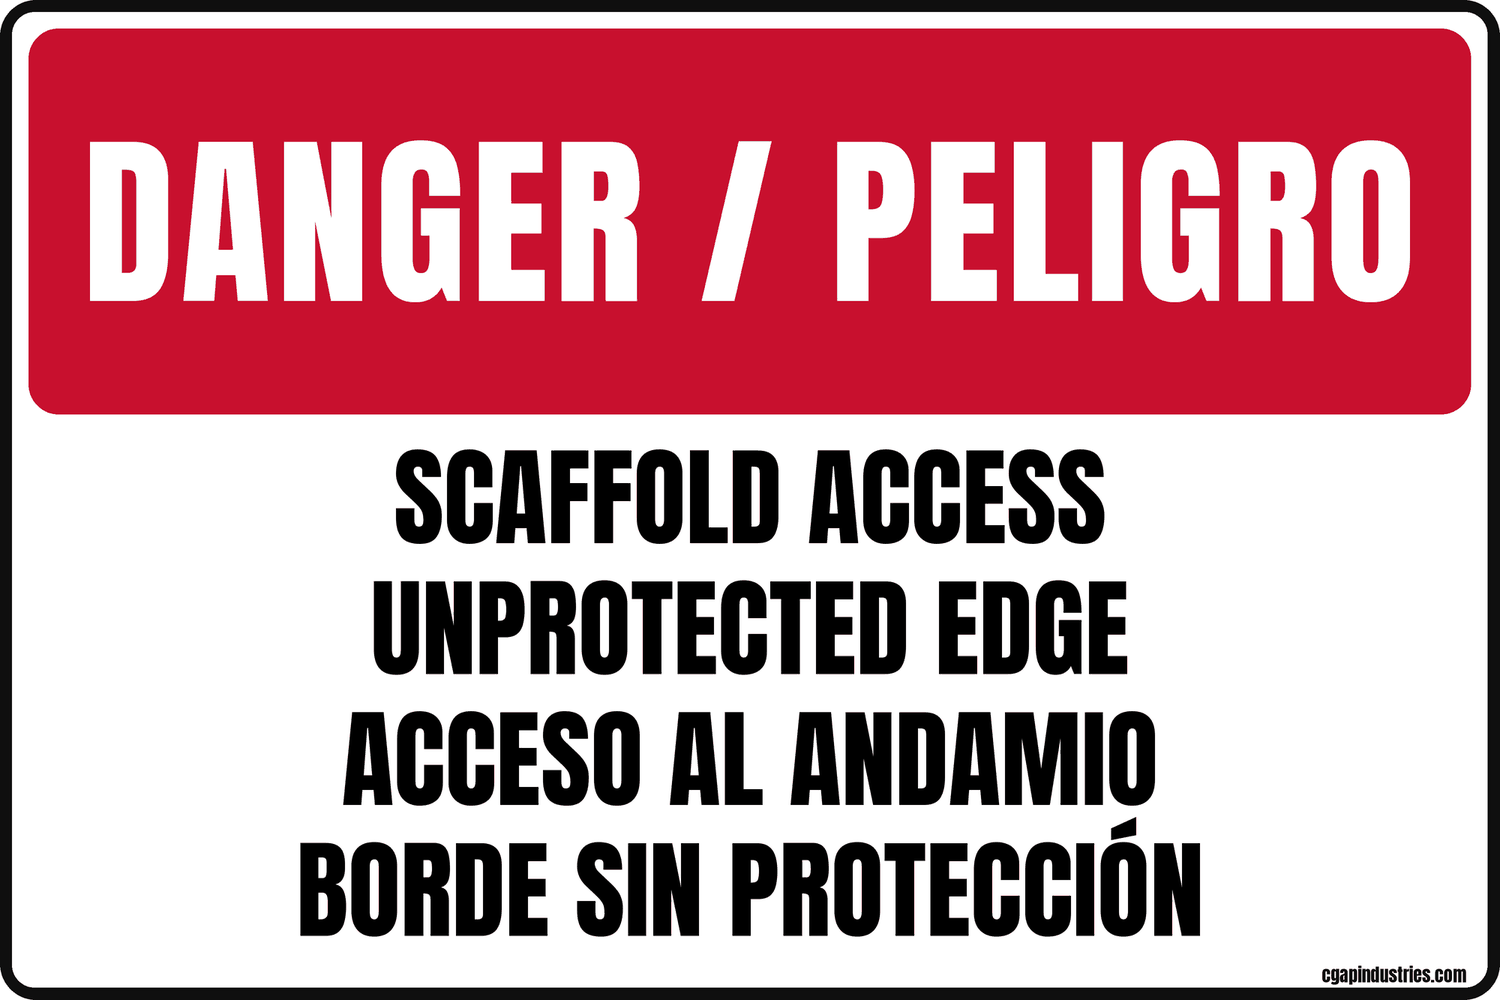 DANGER / PELIGRO
SCAFFOLD ACCESS
UNPROTECTED EDGE
ACCESO AL ANDAMIO
BORDE SIN PROTECCIÓN
cgapindustries.com